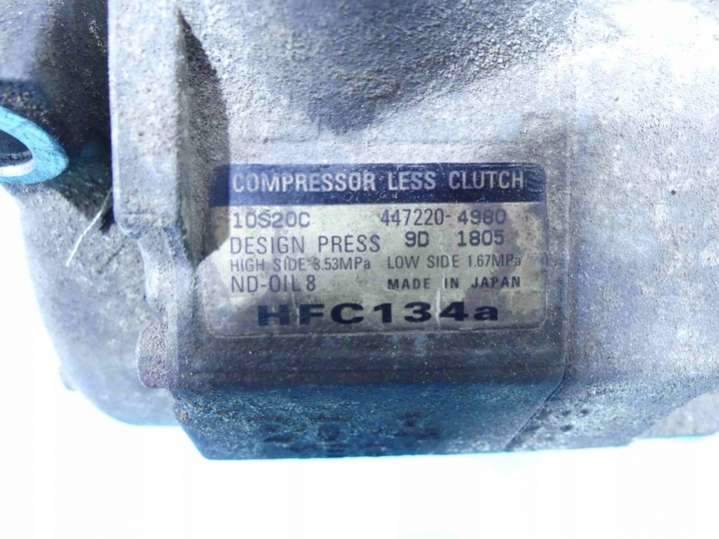 COMPRESSOR LESS CLUTCH
10S20C 447220-4980
DESIGN PRESS 9D 1805
HIGH SIDE 3.53MPa LOW SIDE 1.67MPa
ND-OIL 8 MADE IN JAPAN
HFC134a